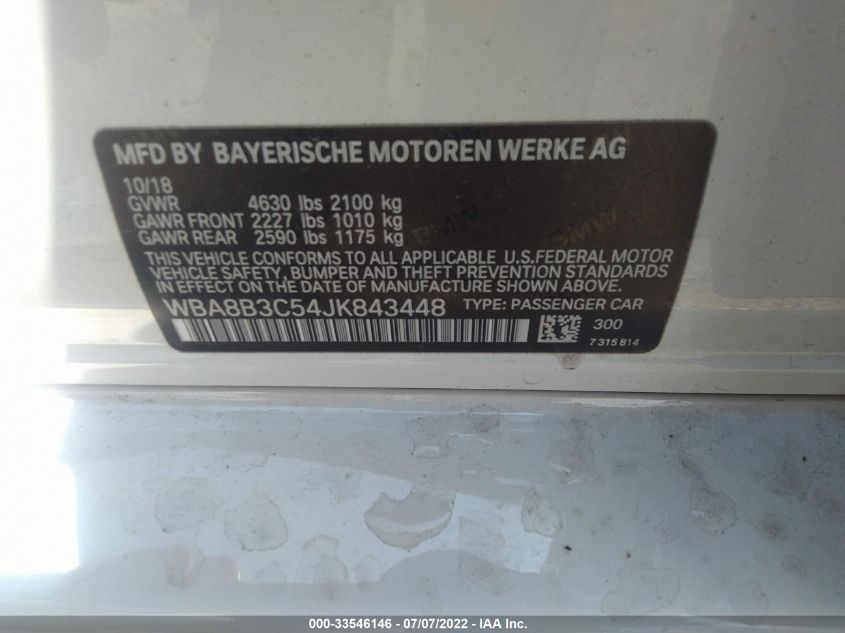 MFD BY BAYERISCHE MOTOREN WERKE AG
10/18
GVWR 4630 lbs 2100 kg
GAWR FRONT 2227 lbs 1010 kg
GAWR REAR 2590 lbs 1175 kg
THIS VEHICLE CONFORMS TO ALL APPLICABLE U.S.FEDERAL MOTOR
VEHICLE SAFETY, BUMPER AND THEFT PREVENTION STANDARDS
IN EFFECT ON THE DATE OF MANUFACTURE SHOWN ABOVE.
WBA8B3C54JK843448 TYPE: PASSENGER CAR
300
7 315 814
000-33546146 - 07/07/2022 - IAA Inc.